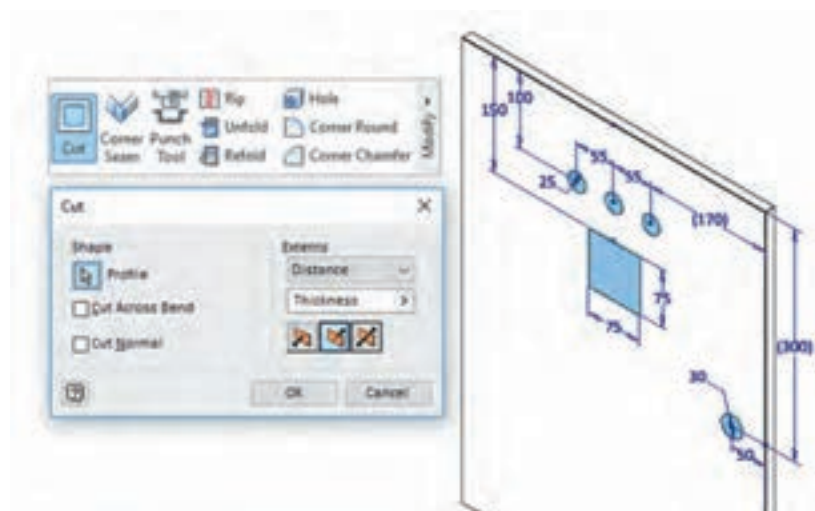 Cut
Corner Seam
Punch Tool
Rip
Unfold
Refold
Hole
Corner Round
Corner Chamfer
Modify
Cut
Shape
Profile
Cut Across Bend
Cut Normal
Extents
Distance
Thickness
OK
Cancel
150
100
55
55
25
(170)
75
75
(300)
30
50